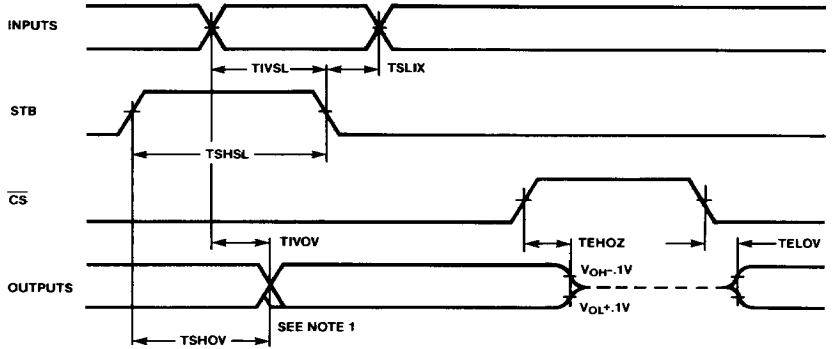 INPUTS
TIVSL
TSLIX
STB
TSHSL
CS
TIVOV
TEHOZ
TELOV
OUTPUTS
VOH-.1V
VOL+.1V
SEE NOTE 1
TSHOV